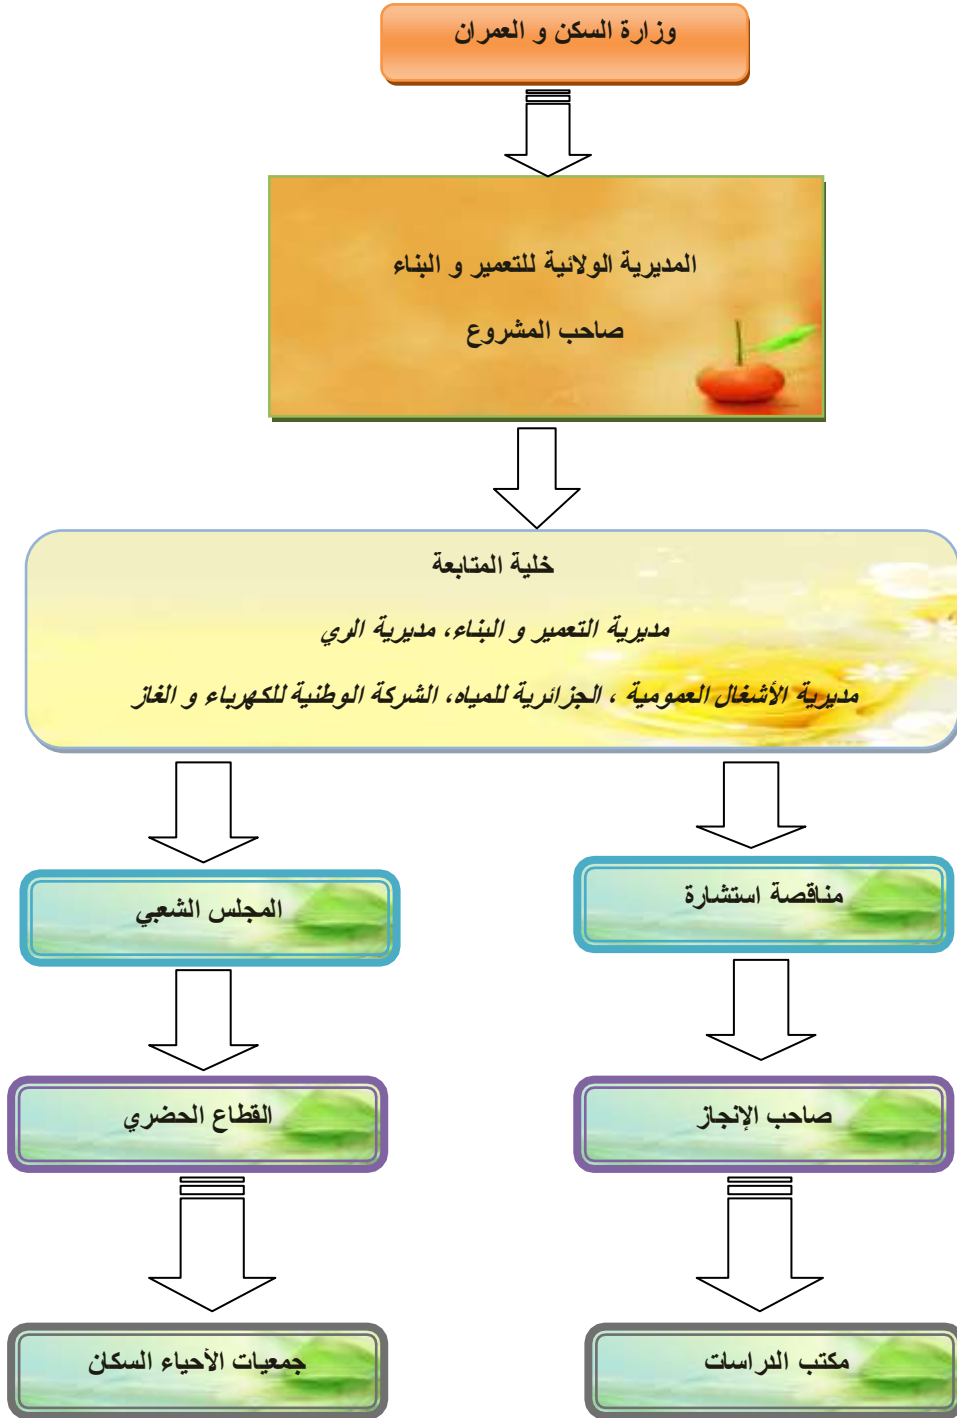 وزارة السكن و العمران
المديرية الولائية للتعمير و البناء
صاحب المشروع
خلية المتابعة
مديرية التعمير و البناء، مديرية الري
مديرية الأشغال العمومية ، الجزائرية للمياه، الشركة الوطنية للكهرباء و الغاز
مناقصة استشارة
المجلس الشعبي
صاحب الإنجاز
القطاع الحضري
مكتب الدراسات
جمعيات الأحياء السكان